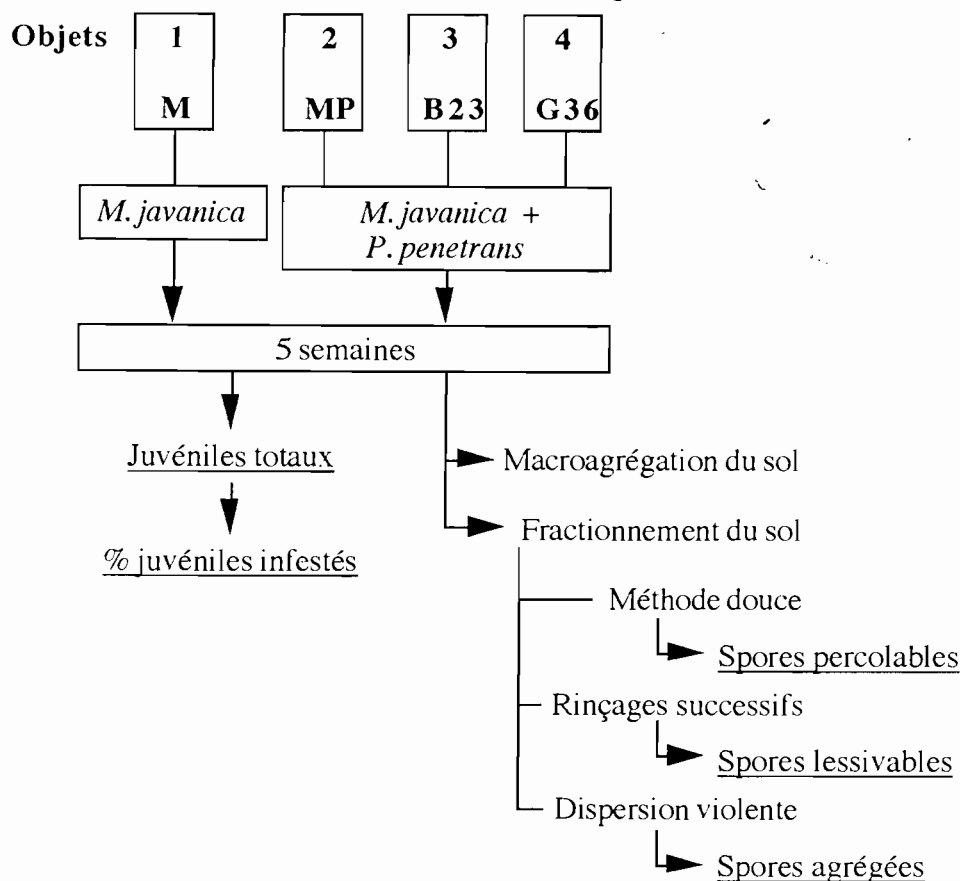 Objets 1 2 3 4
M MP B23 G36
M. javanica
M. javanica +
P. penetrans
5 semaines
Juvéniles totaux
% juvéniles infestés
Macroagrégation du sol
Fractionnement du sol
Méthode douce
Spores percolables
Rinçages successifs
Spores lessivables
Dispersion violente
Spores agrégées